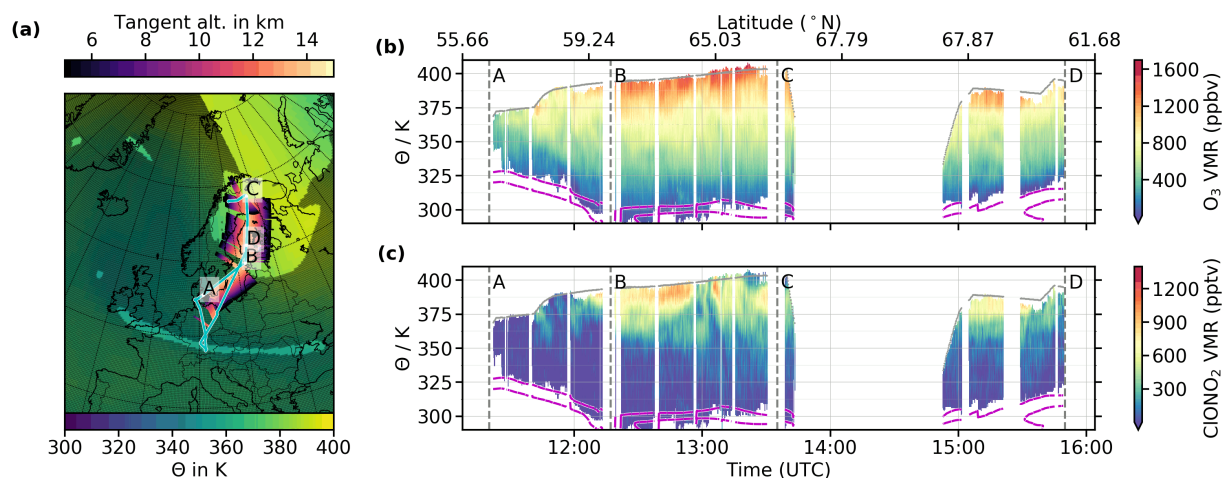 (a)
Tangent alt. in km
6 8 10 12 14
A
B
C
D
300 320 340 360 380 400
Θ in K
Latitude (°N)
55.66 59.24 65.03 67.79 67.87 61.68
(b)
A B C D
400
375
350
325
300
Θ / K
1600
1200
800
400
O₃ VMR (ppbv)
(c)
A B C D
400
375
350
325
300
Θ / K
12:00 13:00 14:00 15:00 16:00
Time (UTC)
1200
900
600
300
ClONO₂ VMR (pptv)